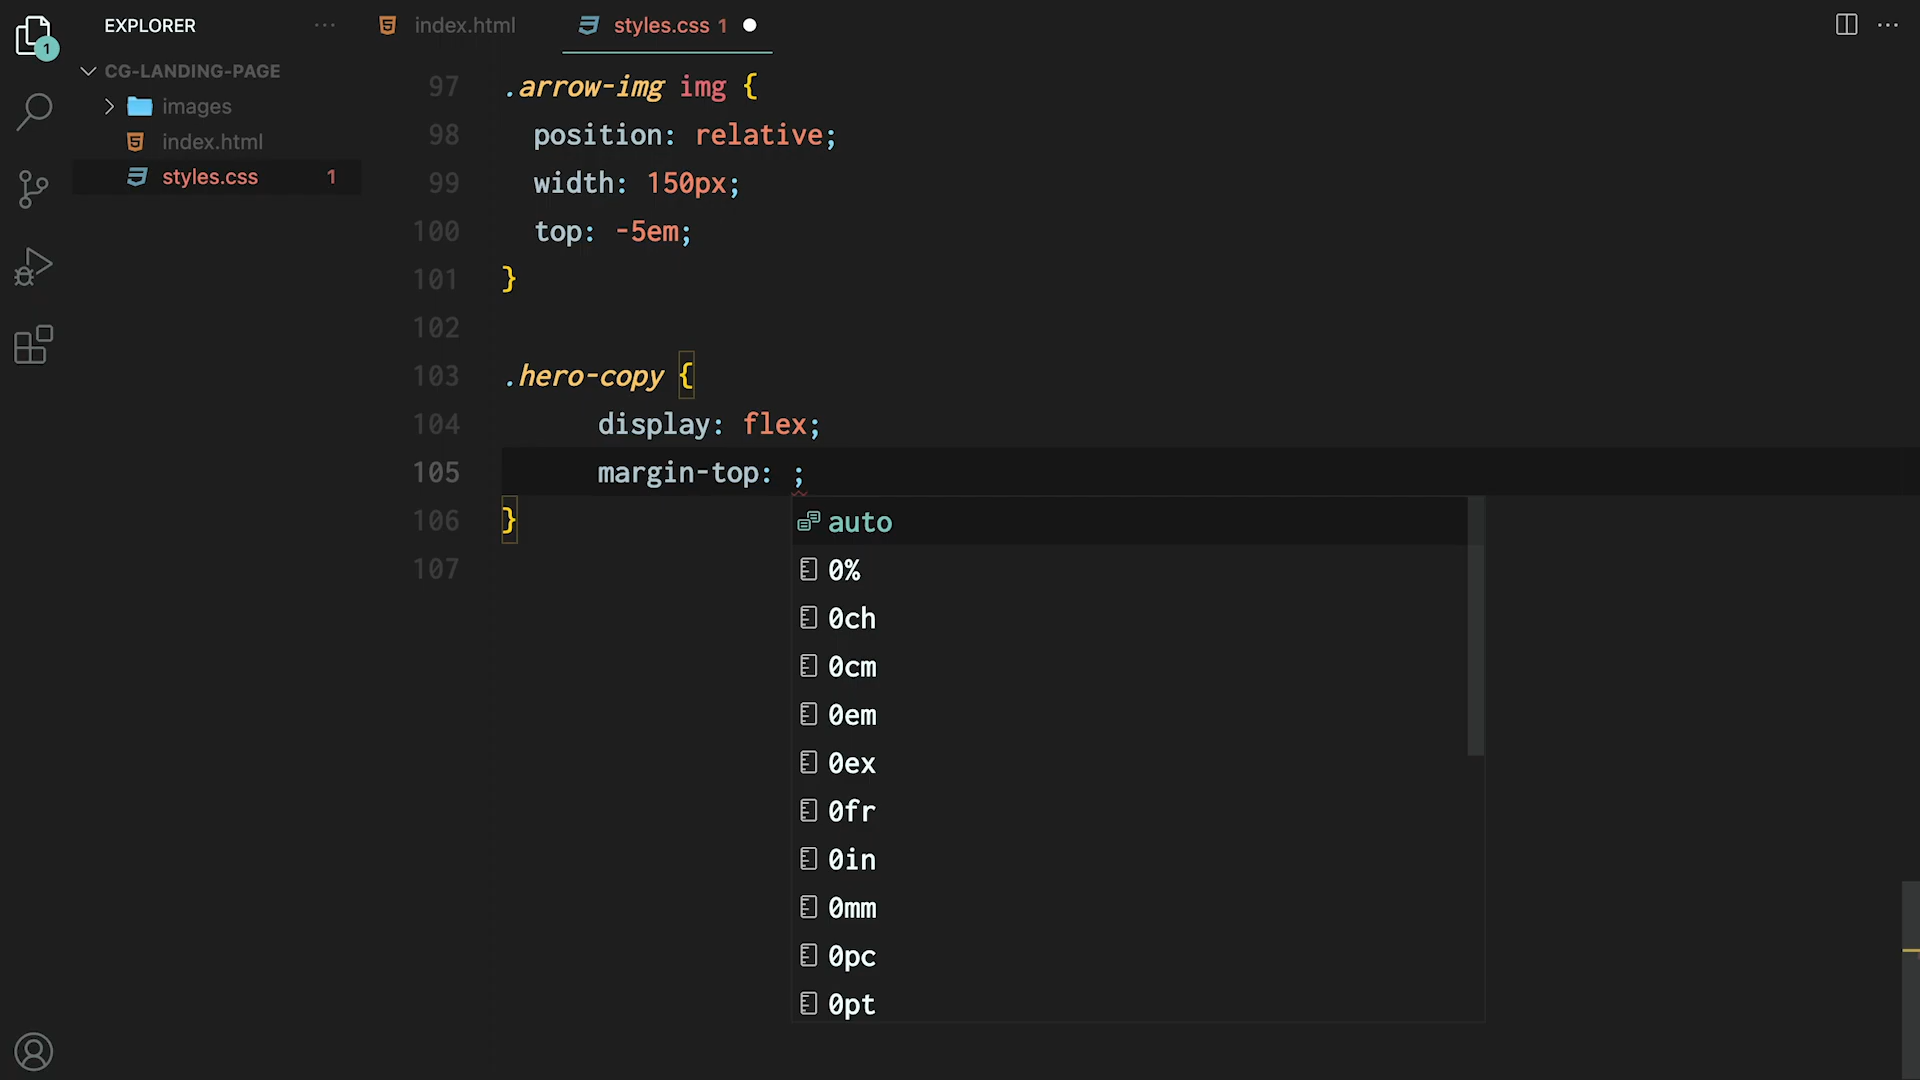 EXPLORER
index.html
styles.css 1
CG-LANDING-PAGE
images
index.html
styles.css 1
1
97 .arrow-img img {
98 position: relative;
99 width: 150px;
100 top: -5em;
101 }
102
103 .hero-copy {
104 display: flex;
105 margin-top: ;
106 }
107
auto
0%
0ch
0cm
0em
0ex
0fr
0in
0mm
0pc
0pt